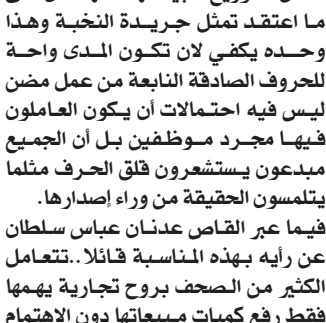 ما اعتقد تمثل جريدة النخبة وهذا
وحده يكفي لان تكون المدى واحة
للحروف الصادقة النابعة من عمل مضن
ليس فيه احتمالات أن يكون العاملون
فيها مجرد موظفين بل أن الجميع
مبدعون يستشعرون قلق الحرف مثلما
يتلمسون الحقيقة من وراء إصدارها.
فيما عبر القاص عدنان عباس سلطان
عن رأيه بهذه المناسبة قائلا..تتعامل
الكثير من الصحف بروح تجارية يهمها
فقط رفع كميات مبيعاتها دون الاهتمام